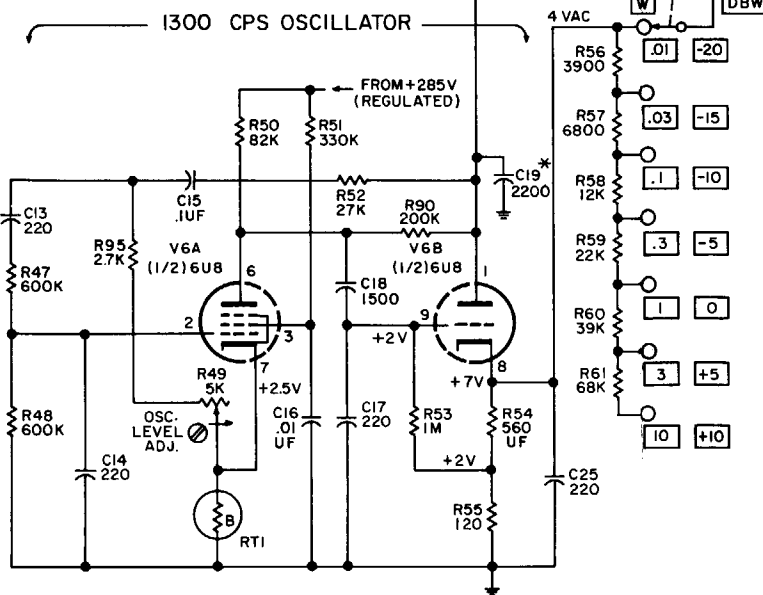 1300 CPS OSCILLATOR
4 VAC
W
DBW
R56
3900
.01
-20
FROM +285V
(REGULATED)
R50
82K
R51
330K
R57
6800
.03
-15
C15
.1UF
R52
27K
C19*
2200
R58
12K
.1
-10
C13
220
R95
2.7K
V6A
(1/2)6U8
R90
200K
V6B
(1/2)6U8
R59
22K
.3
-5
R47
600K
6
C18
1500
1
2
3
9
+2V
R60
39K
1
0
7
8
R49
5K
+2.5V
+7V
R61
68K
3
+5
R48
600K
OSC.
LEVEL
ADJ.
C16
.01
UF
C17
220
R53
1M
R54
560
UF
10
+10
C14
220
+2V
C25
220
B
RT1
R55
120